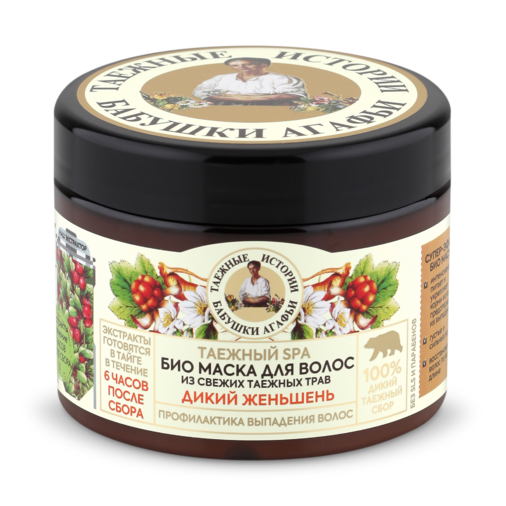 ТАЕЖНЫЕ ИСТОРИИ
БАБУШКИ АГАФЬИ
ТАЕЖНЫЕ ИСТОРИИ
БАБУШКИ АГАФЬИ
ТАЕЖНЫЙ SPA
БИО МАСКА ДЛЯ ВОЛОС
ИЗ СВЕЖИХ ТАЕЖНЫХ ТРАВ
ДИКИЙ ЖЕНЬШЕНЬ
ПРОФИЛАКТИКА ВЫПАДЕНИЯ ВОЛОС
ЭКСТРАКТЫ
ГОТОВЯТСЯ
В ТАЙГЕ
В ТЕЧЕНИЕ
6 ЧАСОВ
ПОСЛЕ
СБОРА
100%
ДИКИЙ
ТАЕЖНЫЙ
СБОР
БЕЗ SLS И ПАРАБЕНОВ